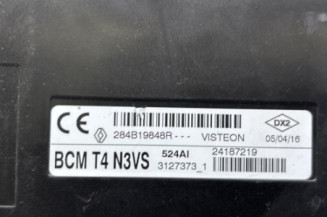 CE 284B19848R--- VISTEON DX2 05/04/16
BCM T4 N3VS 524AI 24187219
3127373_1